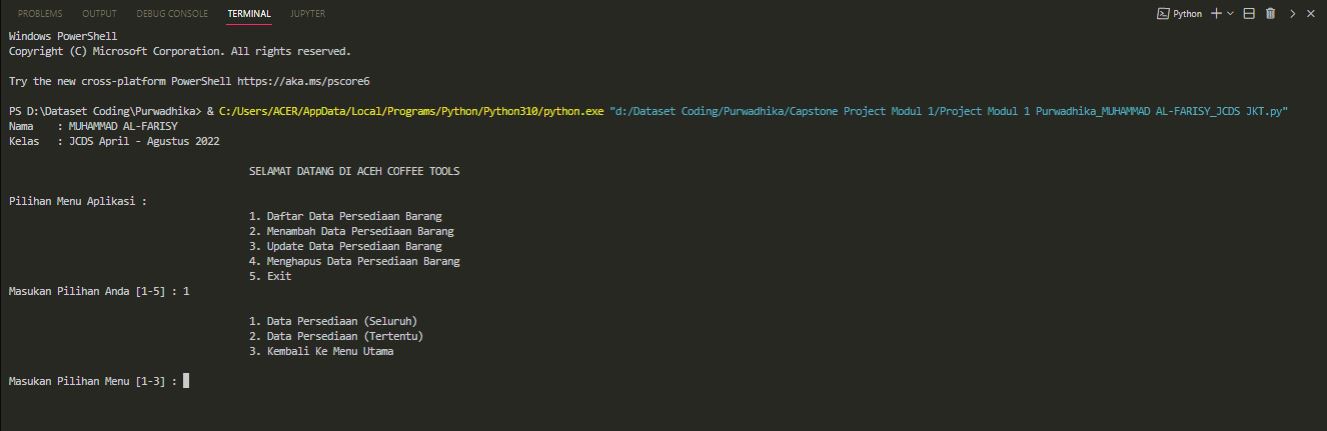 PROBLEMS OUTPUT DEBUG CONSOLE TERMINAL JUPYTER Python
Windows PowerShell
Copyright (C) Microsoft Corporation. All rights reserved.
Try the new cross-platform PowerShell https://aka.ms/pscore6
PS D:\Dataset Coding\Purwadhika> & C:/Users/ACER/AppData/Local/Programs/Python/Python310/python.exe "d:/Dataset Coding/Purwadhika/Capstone Project Modul 1/Project Modul 1 Purwadhika_MUHAMMAD AL-FARISY_JCDS JKT.py"
Nama : MUHAMMAD AL-FARISY
Kelas : JCDS April - Agustus 2022
SELAMAT DATANG DI ACEH COFFEE TOOLS
Pilihan Menu Aplikasi :
1. Daftar Data Persediaan Barang
2. Menambah Data Persediaan Barang
3. Update Data Persediaan Barang
4. Menghapus Data Persediaan Barang
5. Exit
Masukan Pilihan Anda [1-5] : 1
1. Data Persediaan (Seluruh)
2. Data Persediaan (Tertentu)
3. Kembali Ke Menu Utama
Masukan Pilihan Menu [1-3] :